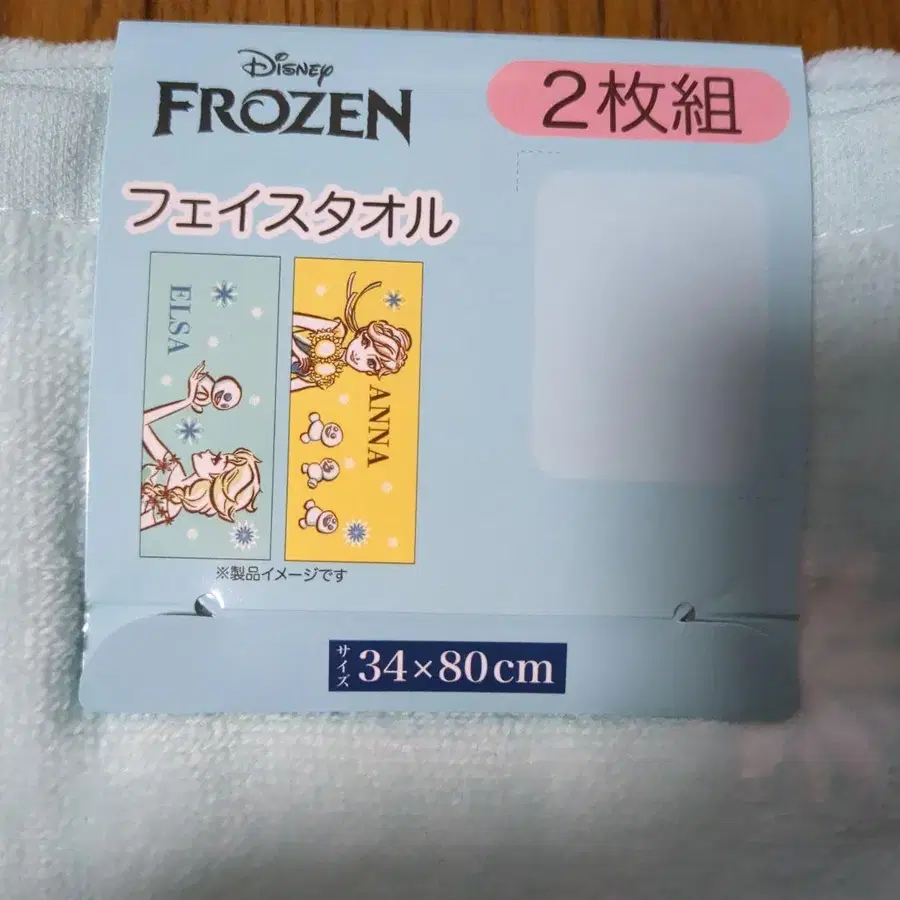 Disney
FROZEN
2枚組
フェイスタオル
ELSA
ANNA
※製品イメージです
サイズ 34×80cm